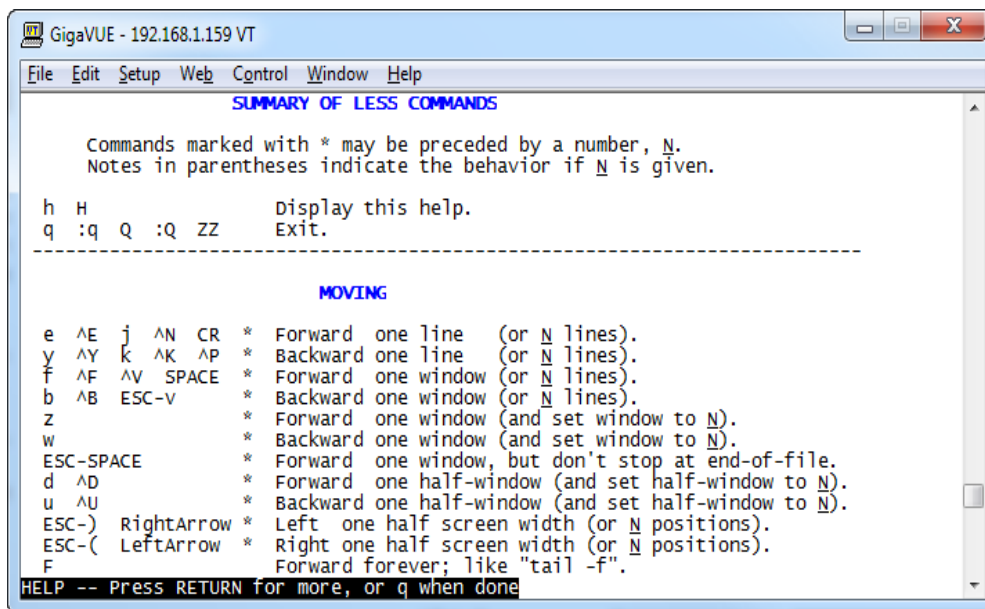 GigaVUE - 192.168.1.159 VT
File Edit Setup Web Control Window Help
SUMMARY OF LESS COMMANDS
Commands marked with * may be preceded by a number, N.
Notes in parentheses indicate the behavior if N is given.
h H Display this help.
q :q Q :Q ZZ Exit.
---------------------------------------------------------------------------
MOVING
e ^E j ^N CR * Forward one line (or N lines).
y ^Y k ^K ^P * Backward one line (or N lines).
f ^F ^V SPACE * Forward one window (or N lines).
b ^B ESC-v * Backward one window (or N lines).
z * Forward one window (and set window to N).
w * Backward one window (and set window to N).
ESC-SPACE * Forward one window, but don't stop at end-of-file.
d ^D * Forward one half-window (and set half-window to N).
u ^U * Backward one half-window (and set half-window to N).
ESC-) RightArrow * Left one half screen width (or N positions).
ESC-( LeftArrow * Right one half screen width (or N positions).
F Forward forever; like "tail -f".
HELP -- Press RETURN for more, or q when done